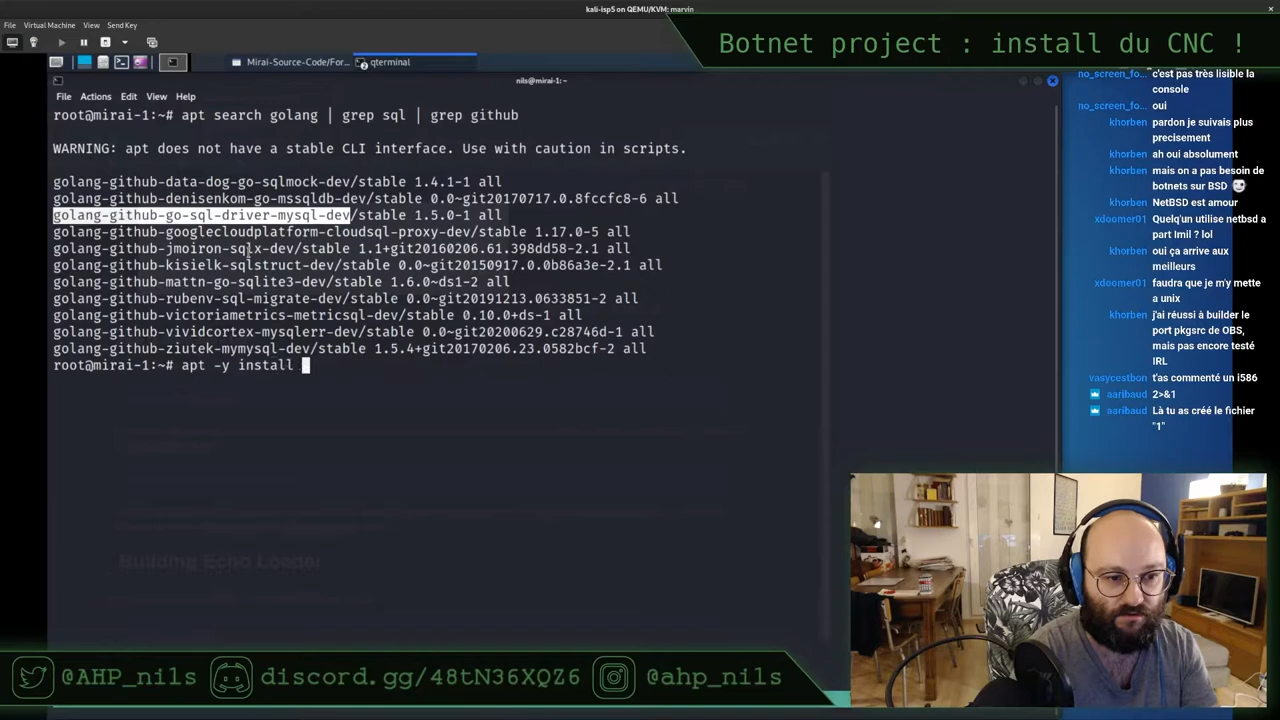 kali-isp5 on QEMU/KVM: marvin
File Virtual Machine View Send Key
Botnet project : install du CNC !
Mirai-Source-Code/For...
qterminal
nils@mirai-1:~
File Actions Edit View Help
root@mirai-1:~# apt search golang | grep sql | grep github
WARNING: apt does not have a stable CLI interface. Use with caution in scripts.
golang-github-data-dog-go-sqlmock-dev/stable 1.4.1-1 all
golang-github-denisenkom-go-mssqldb-dev/stable 0.0~git20170717.0.8fccfc8-6 all
golang-github-go-sql-driver-mysql-dev/stable 1.5.0-1 all
golang-github-googlecloudplatform-cloudsql-proxy-dev/stable 1.17.0-5 all
golang-github-jmoiron-sqlx-dev/stable 1.1+git20160206.61.398dd58-2.1 all
golang-github-kisielk-sqlstruct-dev/stable 0.0~git20150917.0.0b86a3e-2.1 all
golang-github-mattn-go-sqlite3-dev/stable 1.6.0~ds1-2 all
golang-github-rubenv-sql-migrate-dev/stable 0.0~git20191213.0633851-2 all
golang-github-victoriametrics-metricsql-dev/stable 0.10.0+ds-1 all
golang-github-vividcortex-mysqlerr-dev/stable 0.0~git20200629.c28746d-1 all
golang-github-ziutek-mymysql-dev/stable 1.5.4+git20170206.23.0582bcf-2 all
root@mirai-1:~# apt -y install
Building Echo Loader
no_screen_fo... c'est pas très lisible la
console
no_screen_fo... oui
khorben pardon je suivais plus
precisement
khorben ah oui absolument
khorben mais on a pas besoin de
botnets sur BSD
khorben NetBSD est amour
xdoomer01 Quelq'un utilise netbsd a
part Imil ? lol
khorben oui ça arrive aux
meilleurs
xdoomer01 faudra que je m'y mette
a unix
khorben j'ai réussi à builder le
port pkgsrc de OBS,
mais pas encore testé
IRL
vasycestbon t'as commenté un i586
aaribaud 2>&1
aaribaud Là tu as créé le fichier
"1"
@AHP_nils
discord.gg/48tN36XQZ6
@ahp_nils